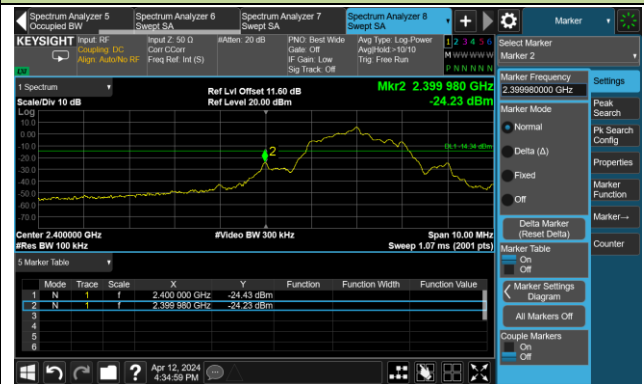 Spectrum Analyzer 5
Occupied BW
Spectrum Analyzer 6
Swept SA
Spectrum Analyzer 7
Swept SA
Spectrum Analyzer 8
Swept SA
Marker
KEYSIGHT
Input: RF
Coupling: DC
Align: Auto/No RF
Input Z: 50 Ω
Corr CCorr
Freq Ref: Int (S)
#Atten: 20 dB
PNO: Best Wide
Gate: Off
IF Gain: Low
Sig Track: Off
Avg Type: Log-Power
Avg|Hold:>10/10
Trig: Free Run
1 2 3 4 5 6
M W W W W W
P N N N N N
Select Marker
Marker 2
1 Spectrum
Scale/Div 10 dB
Ref Lvl Offset 11.60 dB
Ref Level 20.00 dBm
Mkr2 2.399 980 GHz
-24.23 dBm
Log
10.0
0.00
-10.0
-20.0
-30.0
-40.0
-50.0
-60.0
-70.0
2
DL1 -14.34 dBm
Center 2.400000 GHz
#Res BW 100 kHz
#Video BW 300 kHz
Span 10.00 MHz
Sweep 1.07 ms (2001 pts)
5 Marker Table
Mode Trace Scale X Y Function Function Width Function Value
1 N 1 f 2.400 000 GHz -24.43 dBm
2 N 1 f 2.399 980 GHz -24.23 dBm
3
4
5
6
Marker Frequency
2.399980000 GHz
Marker Mode
Normal
Delta (Δ)
Fixed
Off
Delta Marker
(Reset Delta)
Marker Table
On
Off
Marker Settings
Diagram
All Markers Off
Couple Markers
On
Off
Settings
Peak
Search
Pk Search
Config
Properties
Marker
Function
Marker→
Counter
Apr 12, 2024
4:34:59 PM